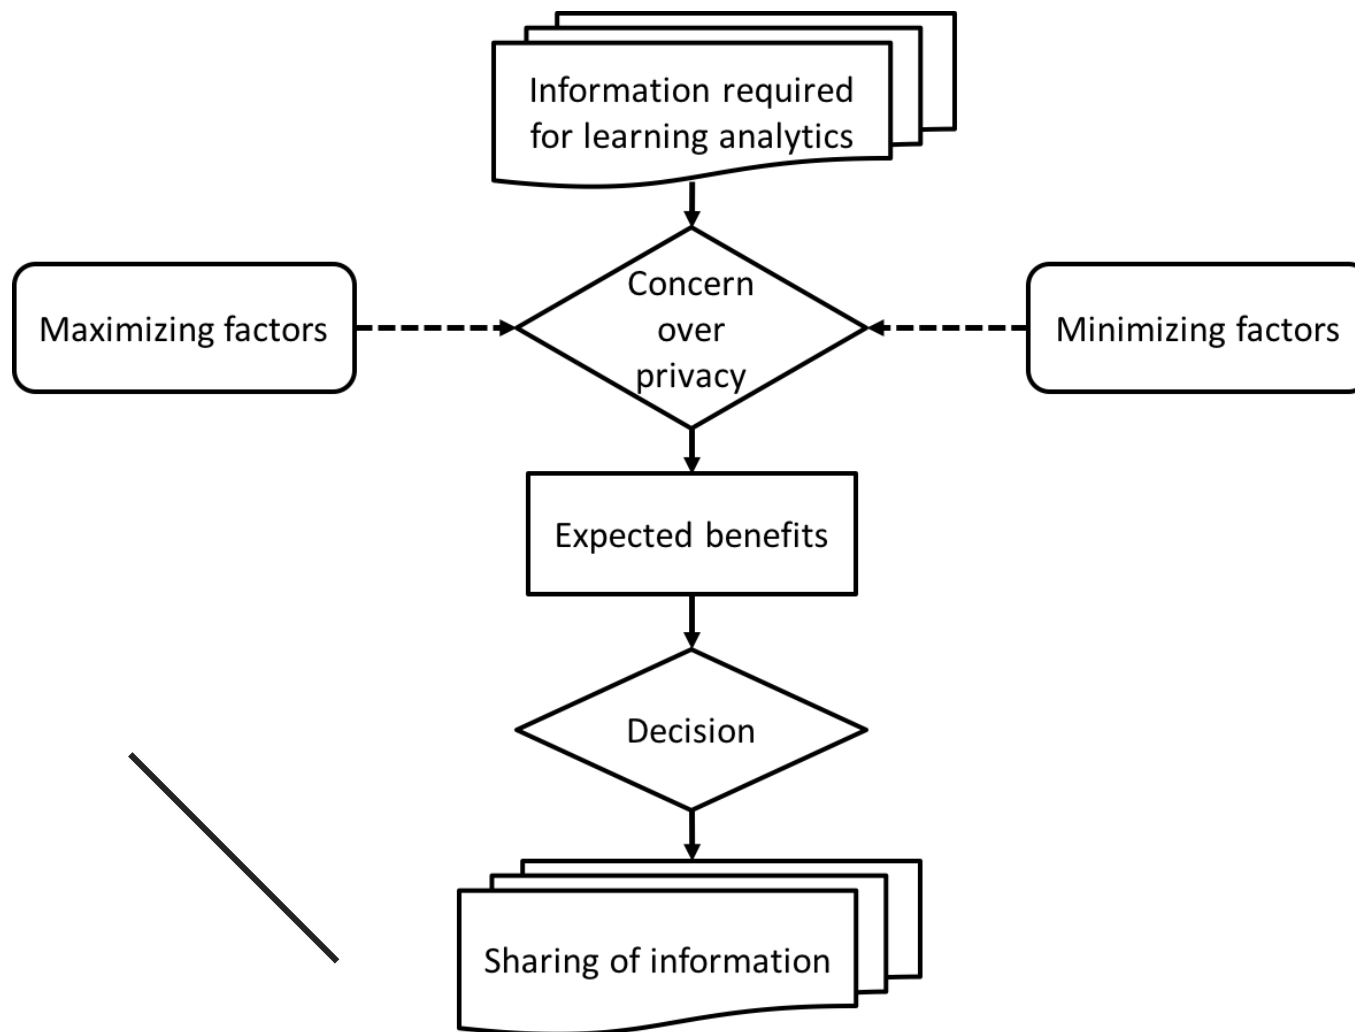 Information required
for learning analytics
Concern
over
privacy
Maximizing factors
Minimizing factors
Expected benefits
Decision
Sharing of information